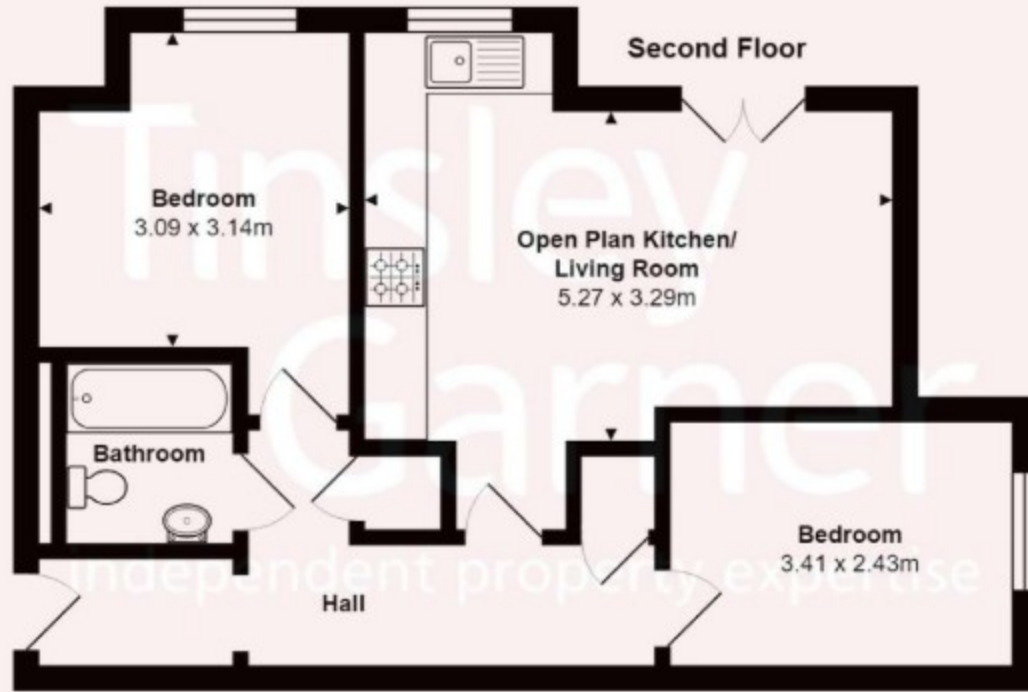 Second Floor
Bedroom
3.09 x 3.14m
Open Plan Kitchen/
Living Room
5.27 x 3.29m
Bathroom
Bedroom
3.41 x 2.43m
Hall
Tinsley
Garner
independent property expertise